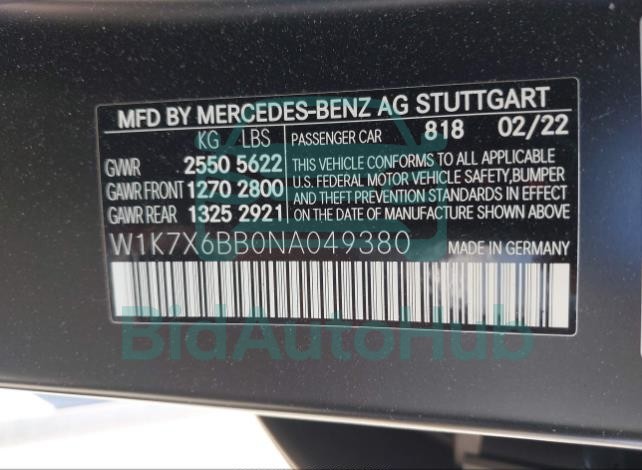 MFD BY MERCEDES-BENZ AG STUTTGART
KG LBS PASSENGER CAR 818 02/22
GVWR 2550 5622 THIS VEHICLE CONFORMS TO ALL APPLICABLE
U.S. FEDERAL MOTOR VEHICLE SAFETY,BUMPER
GAWR FRONT 1270 2800 AND THEFT PREVENTION STANDARDS IN EFFECT
GAWR REAR 1325 2921 ON THE DATE OF MANUFACTURE SHOWN ABOVE
W1K7X6BB0NA049380 MADE IN GERMANY
BidAutoHub